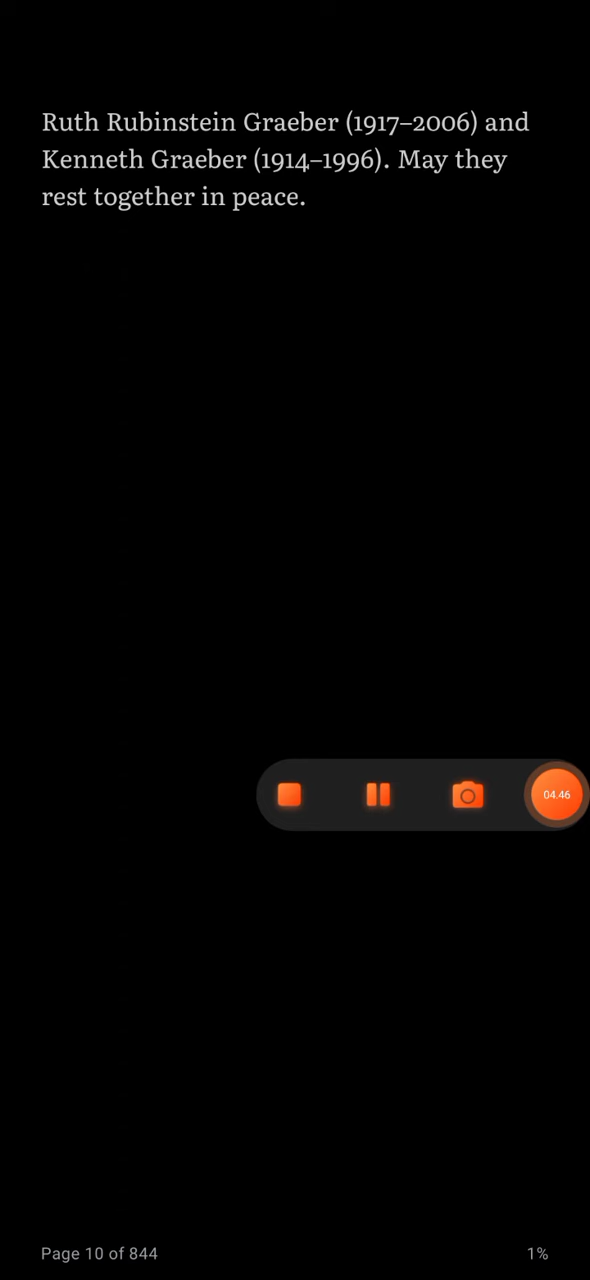 Ruth Rubinstein Graeber (1917–2006) and
Kenneth Graeber (1914–1996). May they
rest together in peace.
04.46
Page 10 of 844
1%